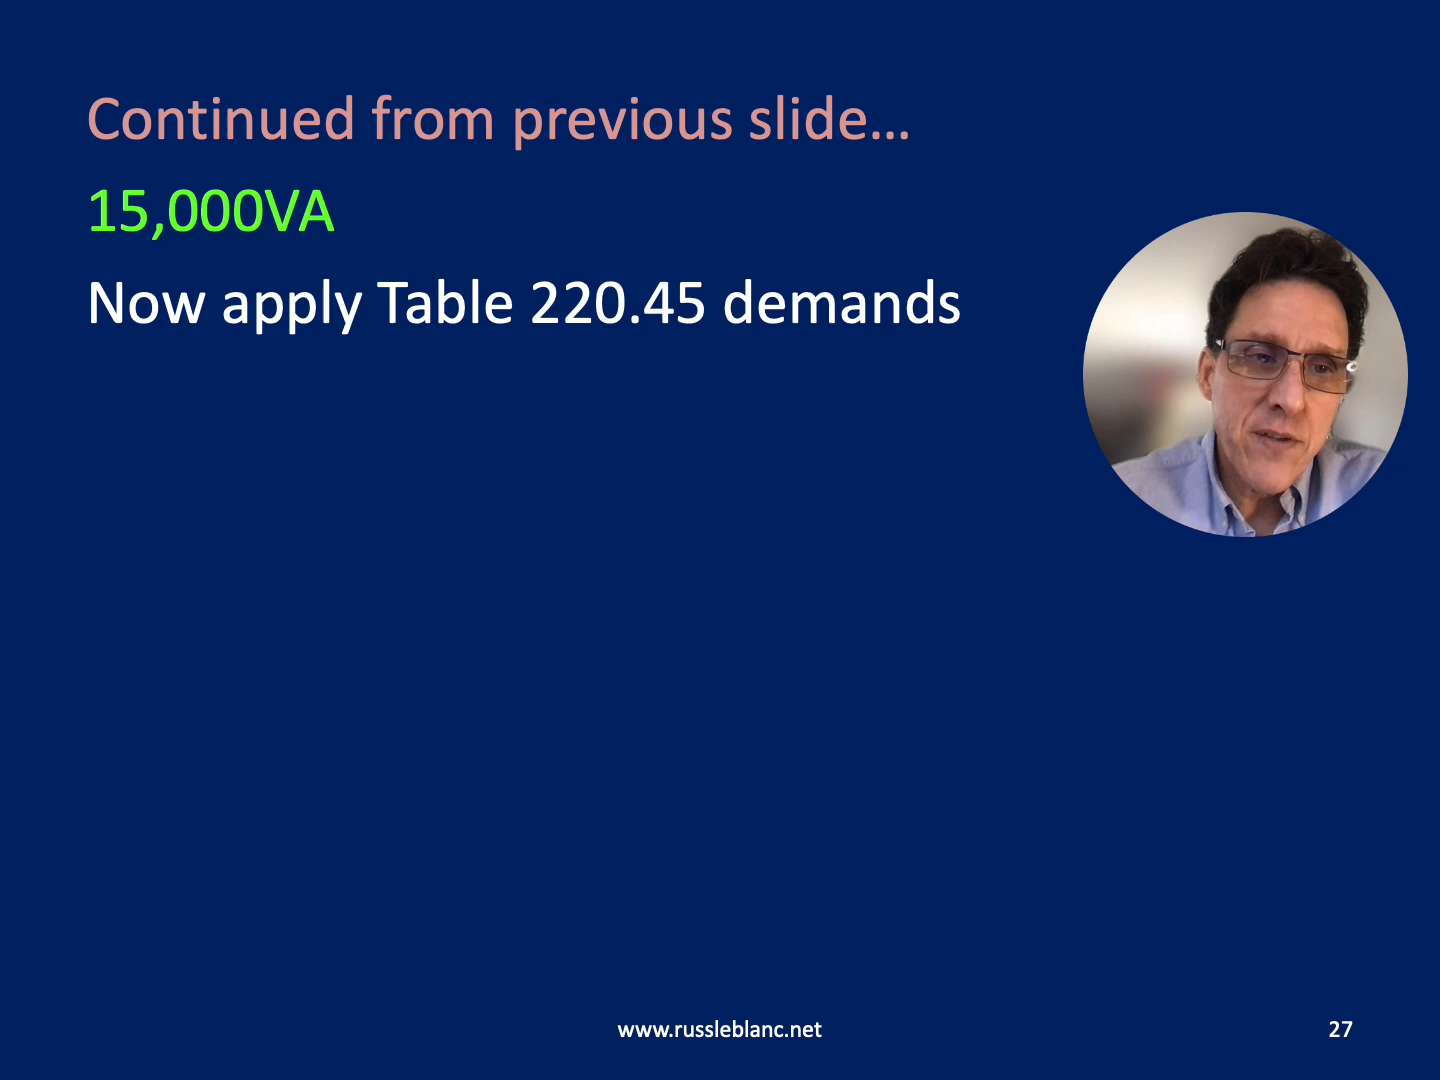 Continued from previous slide…
15,000VA
Now apply Table 220.45 demands
www.russleblanc.net
27